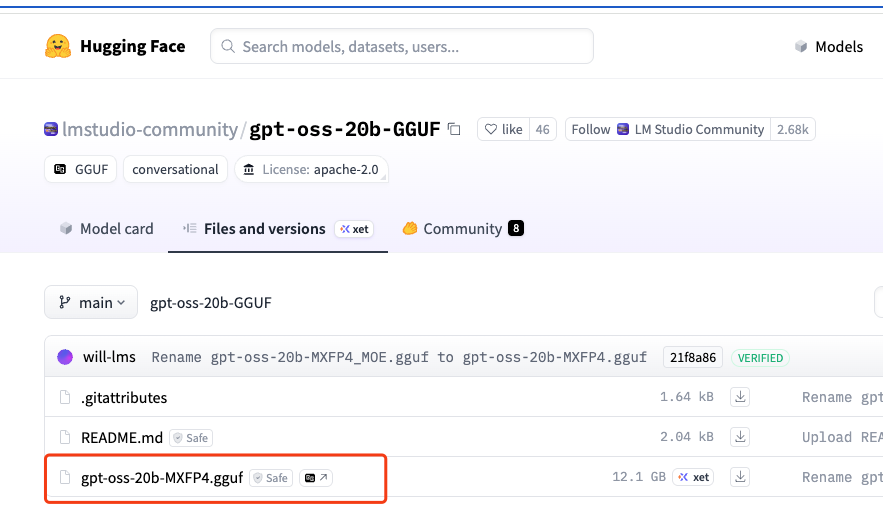 Hugging Face
Search models, datasets, users...
Models
lmstudio-community/gpt-oss-20b-GGUF
like 46
Follow LM Studio Community 2.68k
GGUF
conversational
License: apache-2.0
Model card
Files and versions xet
Community 8
main
gpt-oss-20b-GGUF
will-lms Rename gpt-oss-20b-MXFP4_MOE.gguf to gpt-oss-20b-MXFP4.gguf 21f8a86 VERIFIED
.gitattributes 1.64 kB Rename gpt
README.md Safe 2.04 kB Upload REA
gpt-oss-20b-MXFP4.gguf Safe 12.1 GB xet Rename gpt